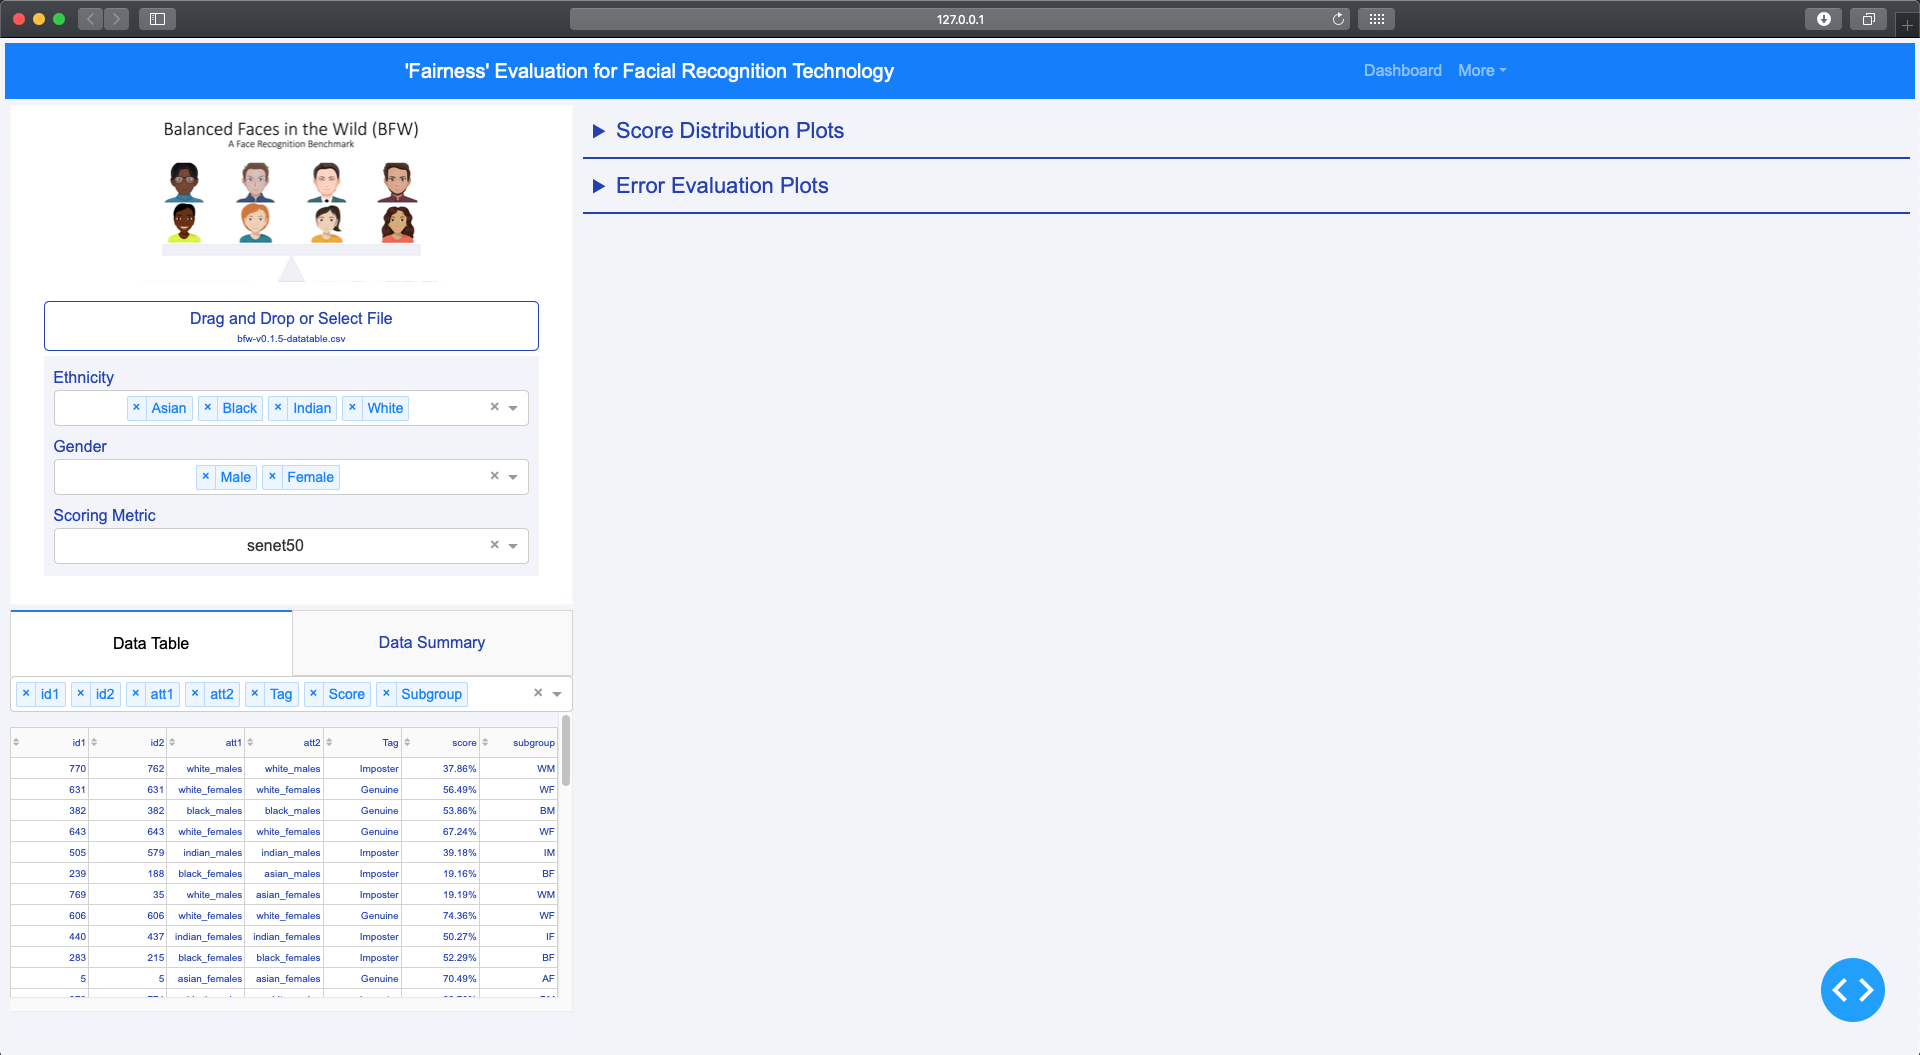 127.0.0.1
'Fairness' Evaluation for Facial Recognition Technology
Dashboard More
Balanced Faces in the Wild (BFW)
A Face Recognition Benchmark
Drag and Drop or Select File
bfw-v0.1.5-datatable.csv
Ethnicity
× Asian × Black × Indian × White ×
Gender
× Male × Female ×
Scoring Metric
senet50 ×
Data Table Data Summary
× id1 × id2 × att1 × att2 × Tag × Score × Subgroup ×
id1 id2 att1 att2 Tag score subgroup
770 762 white_males white_males Imposter 37.86% WM
631 631 white_females white_females Genuine 56.49% WF
382 382 black_males black_males Genuine 53.86% BM
643 643 white_females white_females Genuine 67.24% WF
505 579 indian_males indian_males Imposter 39.18% IM
239 188 black_females asian_males Imposter 19.16% BF
769 35 white_males asian_females Imposter 19.19% WM
606 606 white_females white_females Genuine 74.36% WF
440 437 indian_females indian_females Imposter 50.27% IF
283 215 black_females black_females Imposter 52.29% BF
5 5 asian_females asian_females Genuine 70.49% AF
Score Distribution Plots
Error Evaluation Plots